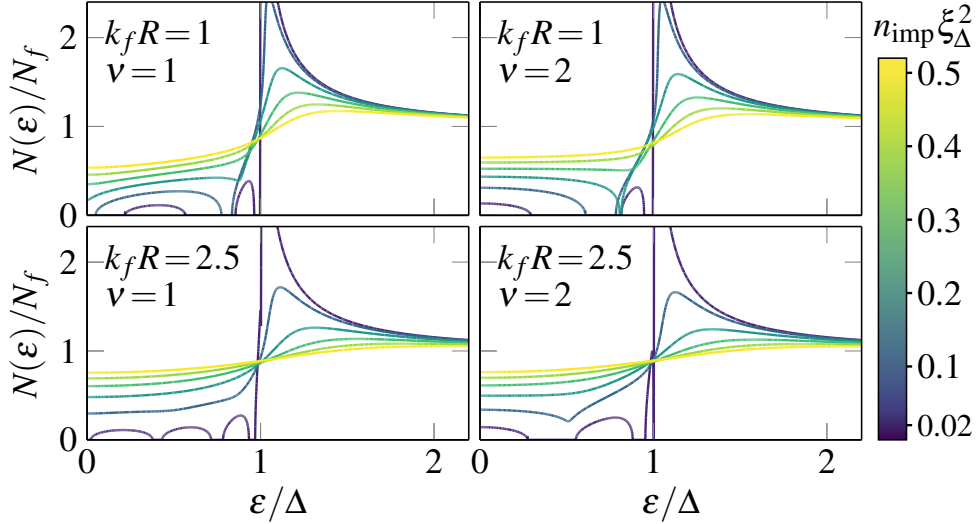 N(ε)/N_f
2
1
0
k_f R = 1
ν = 1
k_f R = 1
ν = 2
n_imp ξ_Δ^2
0.5
0.4
0.3
0.2
0.1
0.02
N(ε)/N_f
2
1
0
k_f R = 2.5
ν = 1
k_f R = 2.5
ν = 2
0
1
2
0
1
2
ε/Δ
ε/Δ